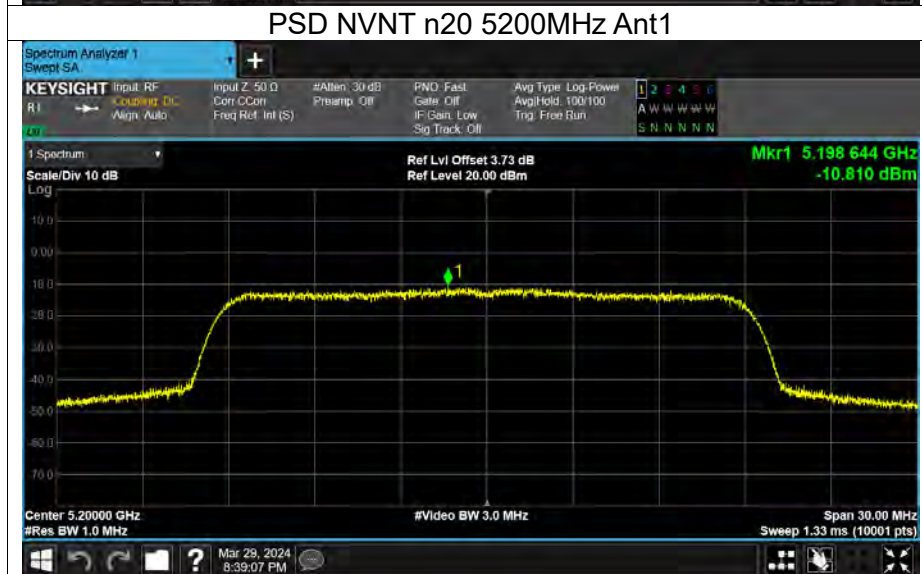 PSD NVNT n20 5200MHz Ant1
Spectrum Analyzer 1
Swept SA
+
KEYSIGHT Input: RF
Coupling: DC
Align: Auto
Input Z: 50 Ω
Corr CCorr
Freq Ref: Int (S)
#Atten: 30 dB
Preamp: Off
PNO: Fast
Gate: Off
IF Gain: Low
Sig Track: Off
Avg Type: Log-Power
Avg|Hold: 100/100
Trig: Free Run
1 2 3 4 5 6
A W W W W W
S N N N N N
1 Spectrum
Scale/Div 10 dB
Log
Ref Lvl Offset 3.73 dB
Ref Level 20.00 dBm
Mkr1 5.198 644 GHz
-10.810 dBm
10.0
0.00
-10.0
-20.0
-30.0
-40.0
-50.0
-60.0
-70.0
1
Center 5.20000 GHz
#Res BW 1.0 MHz
#Video BW 3.0 MHz
Span 30.00 MHz
Sweep 1.33 ms (10001 pts)
?
Mar 29, 2024
8:39:07 PM